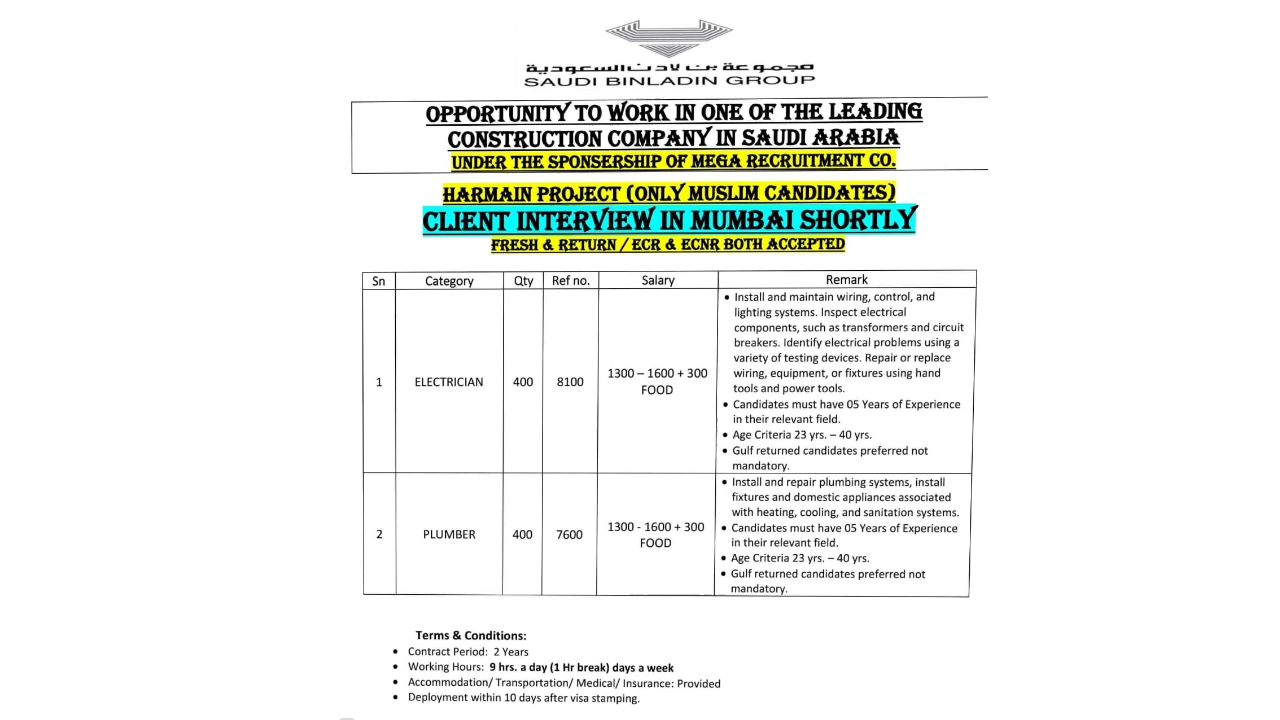 مجموعة بن لادن السعودية
SAUDI BINLADIN GROUP
OPPORTUNITY TO WORK IN ONE OF THE LEADING
CONSTRUCTION COMPANY IN SAUDI ARABIA
UNDER THE SPONSERSHIP OF MEGA RECRUITMENT CO.
HARMAIN PROJECT (ONLY MUSLIM CANDIDATES)
CLIENT INTERVIEW IN MUMBAI SHORTLY
FRESH & RETURN / ECR & ECNR BOTH ACCEPTED
Sn Category Qty Ref no. Salary Remark
1 ELECTRICIAN 400 8100 1300 – 1600 + 300
FOOD
• Install and maintain wiring, control, and
lighting systems. Inspect electrical
components, such as transformers and circuit
breakers. Identify electrical problems using a
variety of testing devices. Repair or replace
wiring, equipment, or fixtures using hand
tools and power tools.
• Candidates must have 05 Years of Experience
in their relevant field.
• Age Criteria 23 yrs. – 40 yrs.
• Gulf returned candidates preferred not
mandatory.
2 PLUMBER 400 7600 1300 - 1600 + 300
FOOD
• Install and repair plumbing systems, install
fixtures and domestic appliances associated
with heating, cooling, and sanitation systems.
• Candidates must have 05 Years of Experience
in their relevant field.
• Age Criteria 23 yrs. – 40 yrs.
• Gulf returned candidates preferred not
mandatory.
Terms & Conditions:
• Contract Period: 2 Years
• Working Hours: 9 hrs. a day (1 Hr break) days a week
• Accommodation/ Transportation/ Medical/ Insurance: Provided
• Deployment within 10 days after visa stamping.